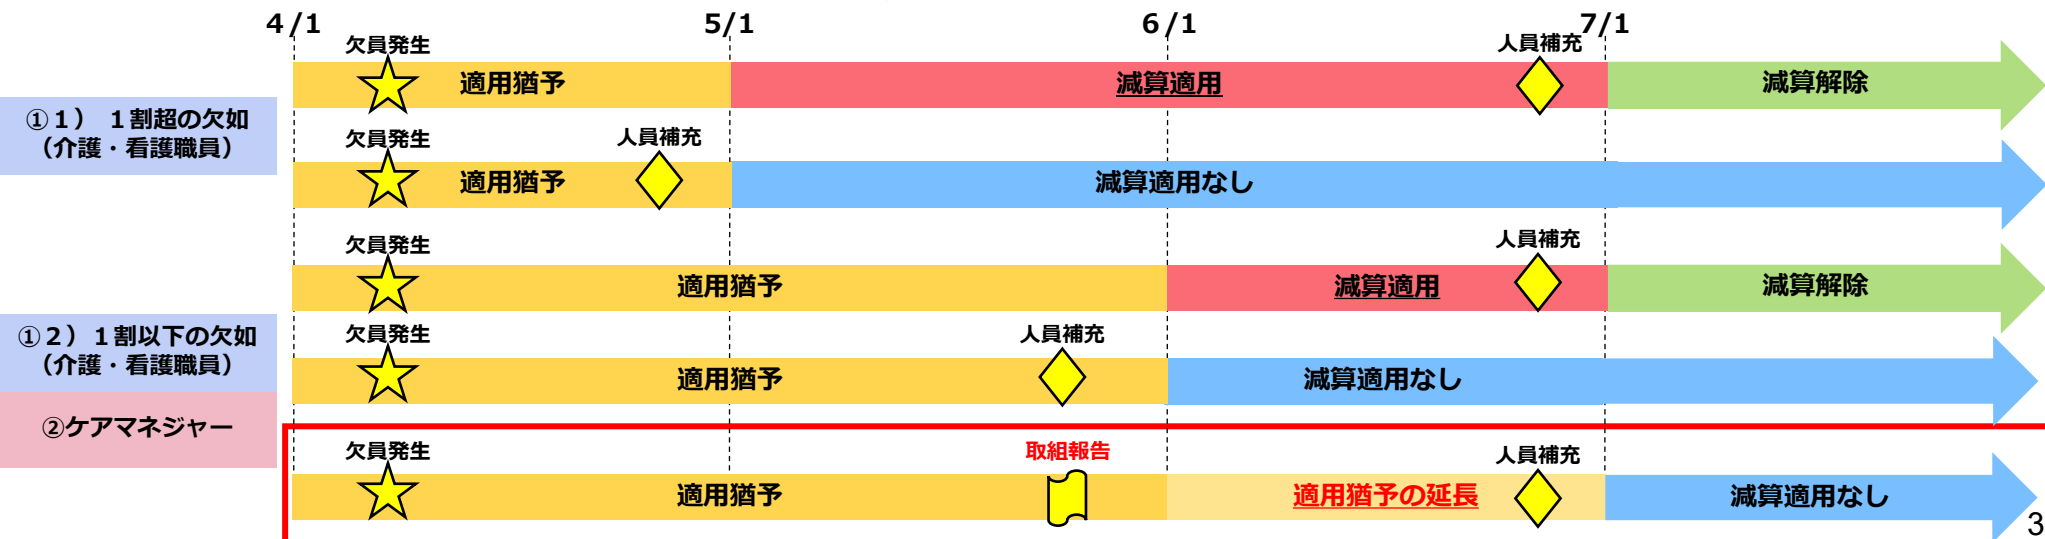 4/1
5/1
6/1
7/1
欠員発生
人員補充
適用猶予
減算適用
減算解除
①1） 1割超の欠如
（介護・看護職員）
欠員発生
人員補充
適用猶予
減算適用なし
欠員発生
人員補充
適用猶予
減算適用
減算解除
①2）1割以下の欠如
（介護・看護職員）
欠員発生
人員補充
適用猶予
減算適用なし
②ケアマネジャー
欠員発生
取組報告
人員補充
適用猶予
適用猶予の延長
減算適用なし
3